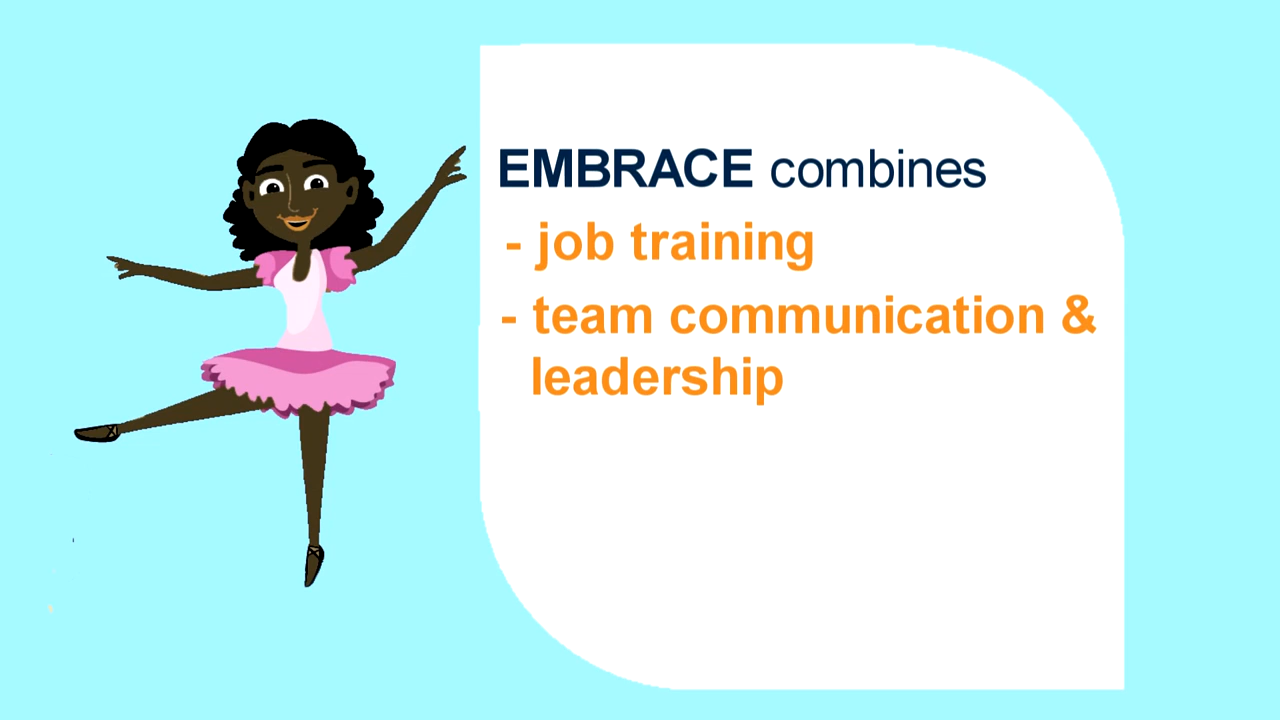 EMBRACE combines
- job training
- team communication &
leadership